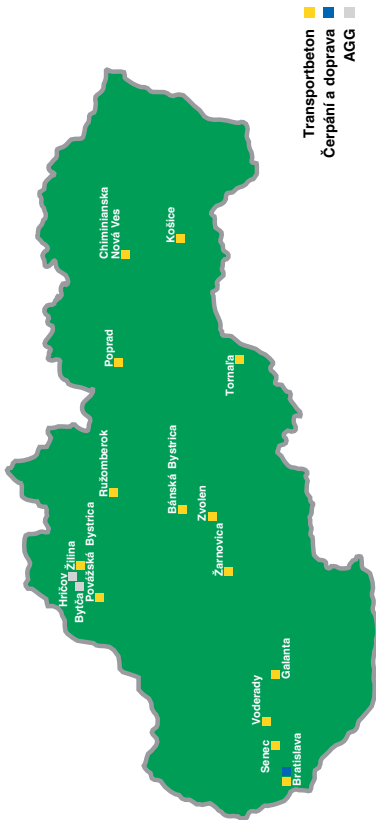 Chiminianska
Nová Ves
Košice
Poprad
Tornaľa
Ružomberok
Bánská Bystrica
Zvolen
Žarnovica
Hričov
Žilina
Bytča
Povážská Bystrica
Galanta
Voderady
Senec
Bratislava
Transportbeton
Čerpání a doprava
AGG